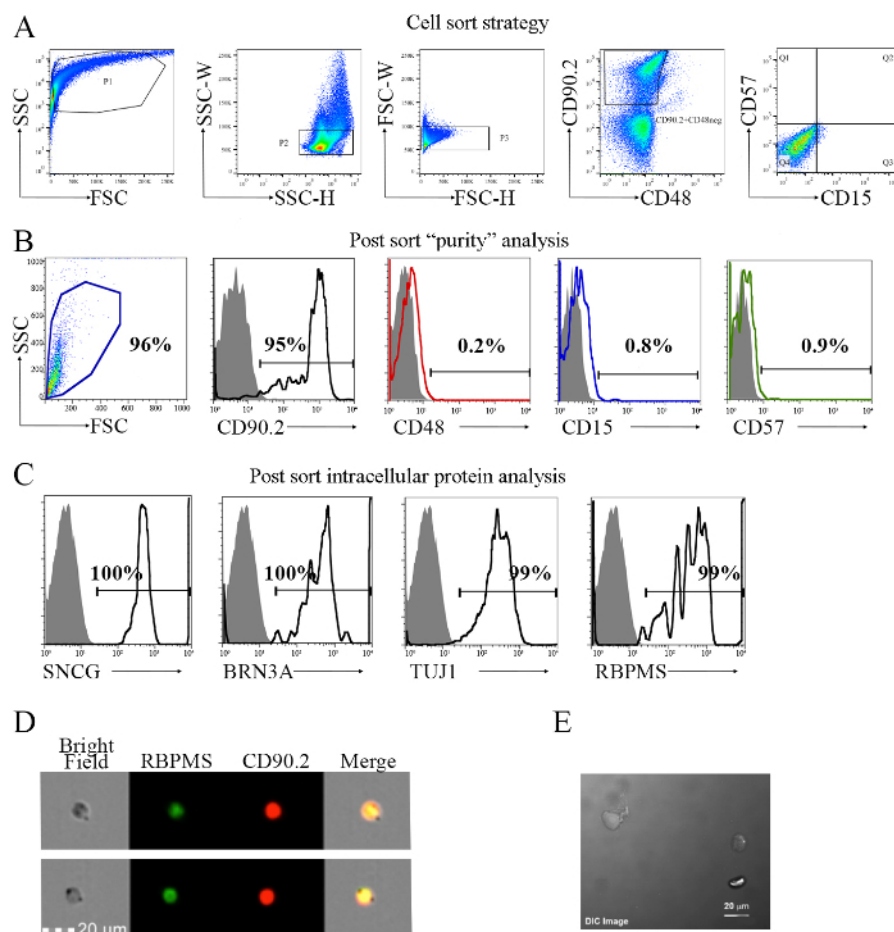 A
Cell sort strategy
SSC
P1
FSC
SSC-W
P2
SSC-H
FSC-W
P3
FSC-H
CD90.2
CD90.2+CD48neg
CD48
CD57
Q1
Q2
Q4
Q3
CD15
B
Post sort “purity” analysis
SSC
96%
FSC
95%
CD90.2
0.2%
CD48
0.8%
CD15
0.9%
CD57
C
Post sort intracellular protein analysis
100%
SNCG
100%
BRN3A
99%
TUJ1
99%
RBPMS
D
Bright
Field
RBPMS
CD90.2
Merge
20 μm
E
20 μm
DIC Image